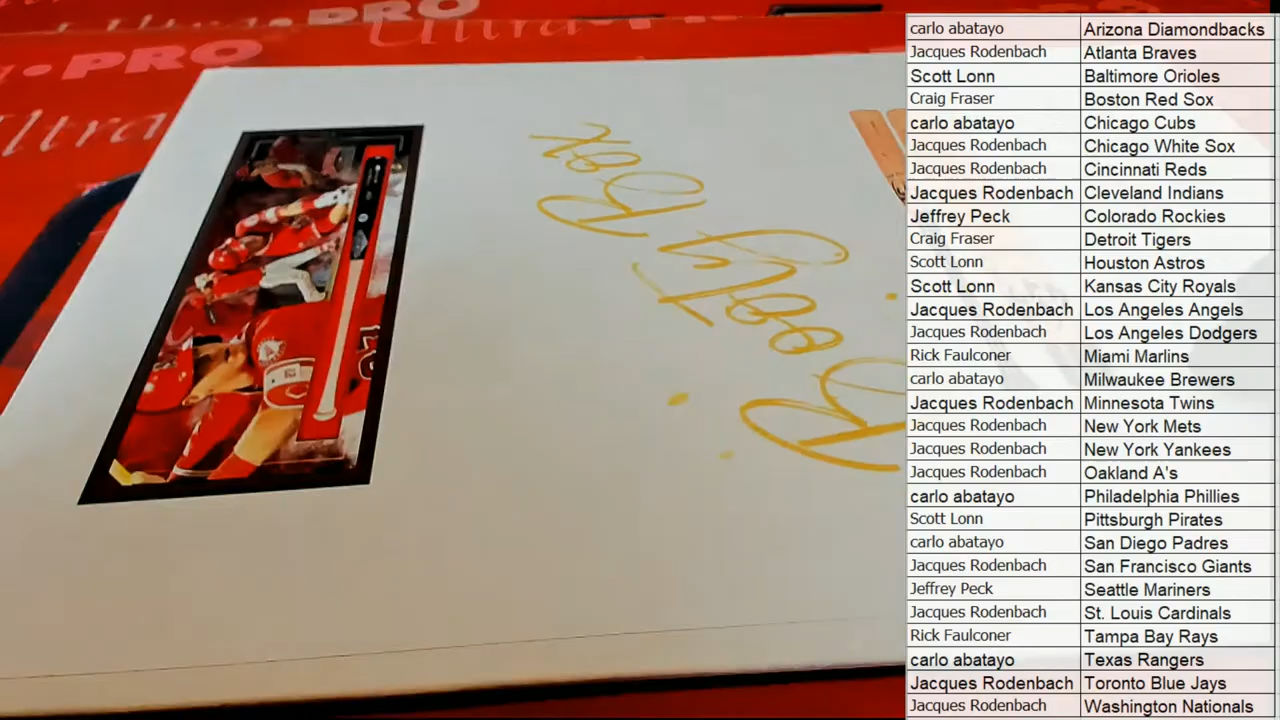 Ultra•PRO
PRO
Ultra
carlo abatayo Arizona Diamondbacks
Jacques Rodenbach Atlanta Braves
Scott Lonn Baltimore Orioles
Craig Fraser Boston Red Sox
carlo abatayo Chicago Cubs
Jacques Rodenbach Chicago White Sox
Jacques Rodenbach Cincinnati Reds
Jacques Rodenbach Cleveland Indians
Jeffrey Peck Colorado Rockies
Craig Fraser Detroit Tigers
Scott Lonn Houston Astros
Scott Lonn Kansas City Royals
Jacques Rodenbach Los Angeles Angels
Jacques Rodenbach Los Angeles Dodgers
Rick Faulconer Miami Marlins
carlo abatayo Milwaukee Brewers
Jacques Rodenbach Minnesota Twins
Jacques Rodenbach New York Mets
Jacques Rodenbach New York Yankees
Jacques Rodenbach Oakland A's
carlo abatayo Philadelphia Phillies
Scott Lonn Pittsburgh Pirates
carlo abatayo San Diego Padres
Jacques Rodenbach San Francisco Giants
Jeffrey Peck Seattle Mariners
Jacques Rodenbach St. Louis Cardinals
Rick Faulconer Tampa Bay Rays
carlo abatayo Texas Rangers
Jacques Rodenbach Toronto Blue Jays
Jacques Rodenbach Washington Nationals